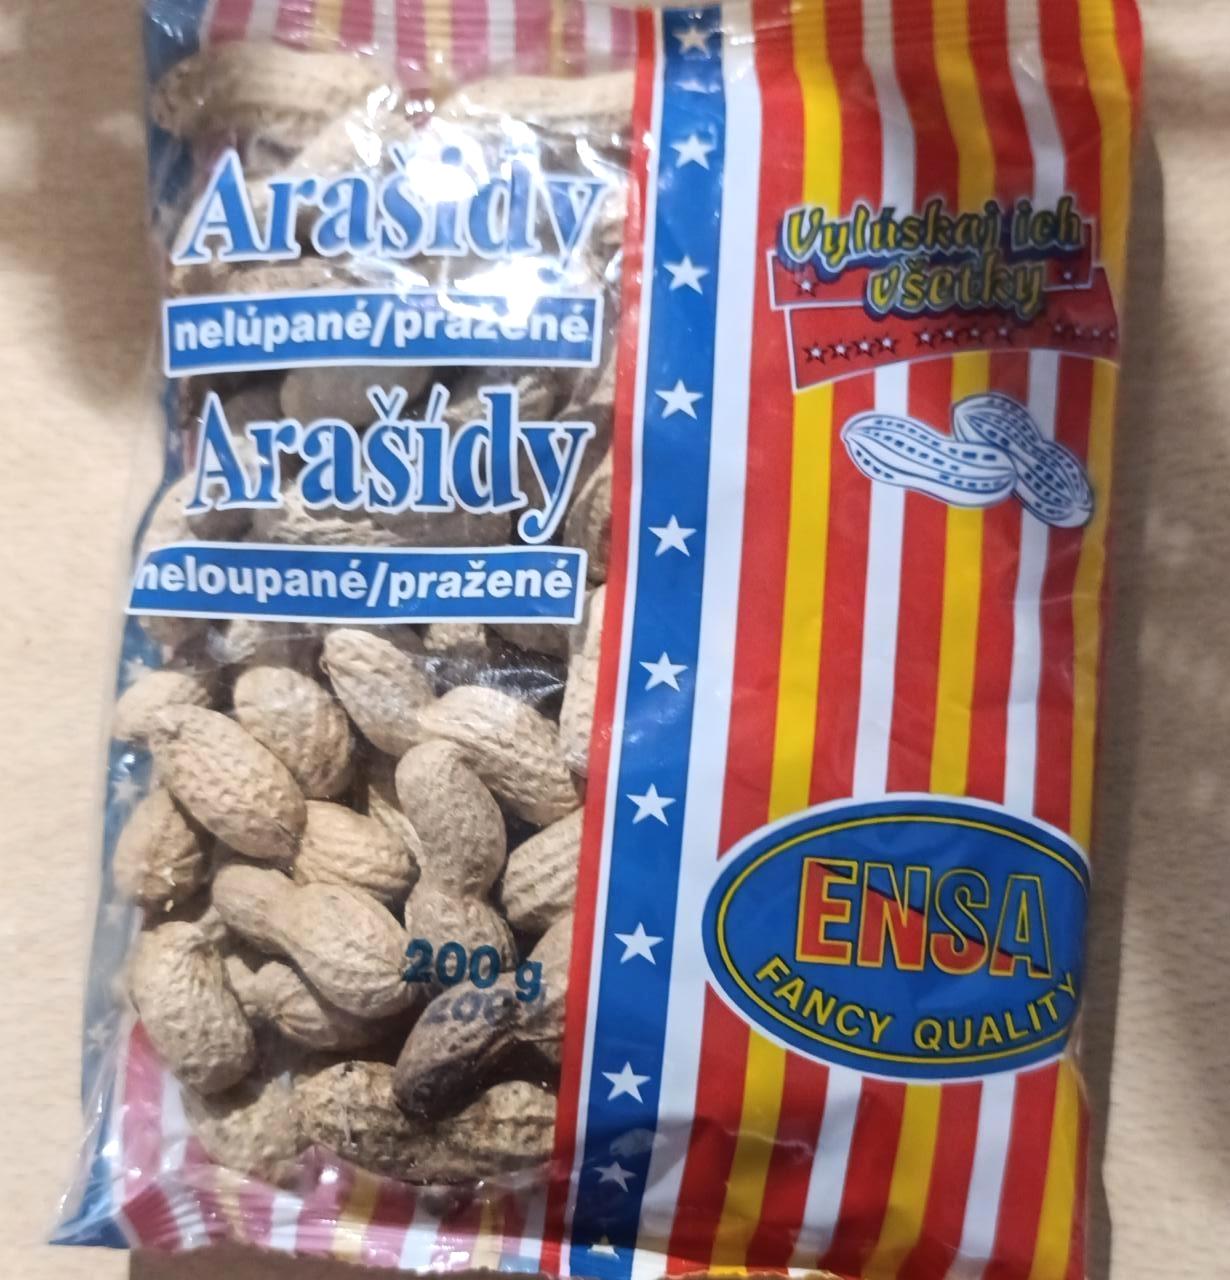 Arašídy
nelúpané/pražené
Arašídy
neloupané/pražené
200 g
Vylúskaj ich
všetky
ENSA
FANCY QUALITY